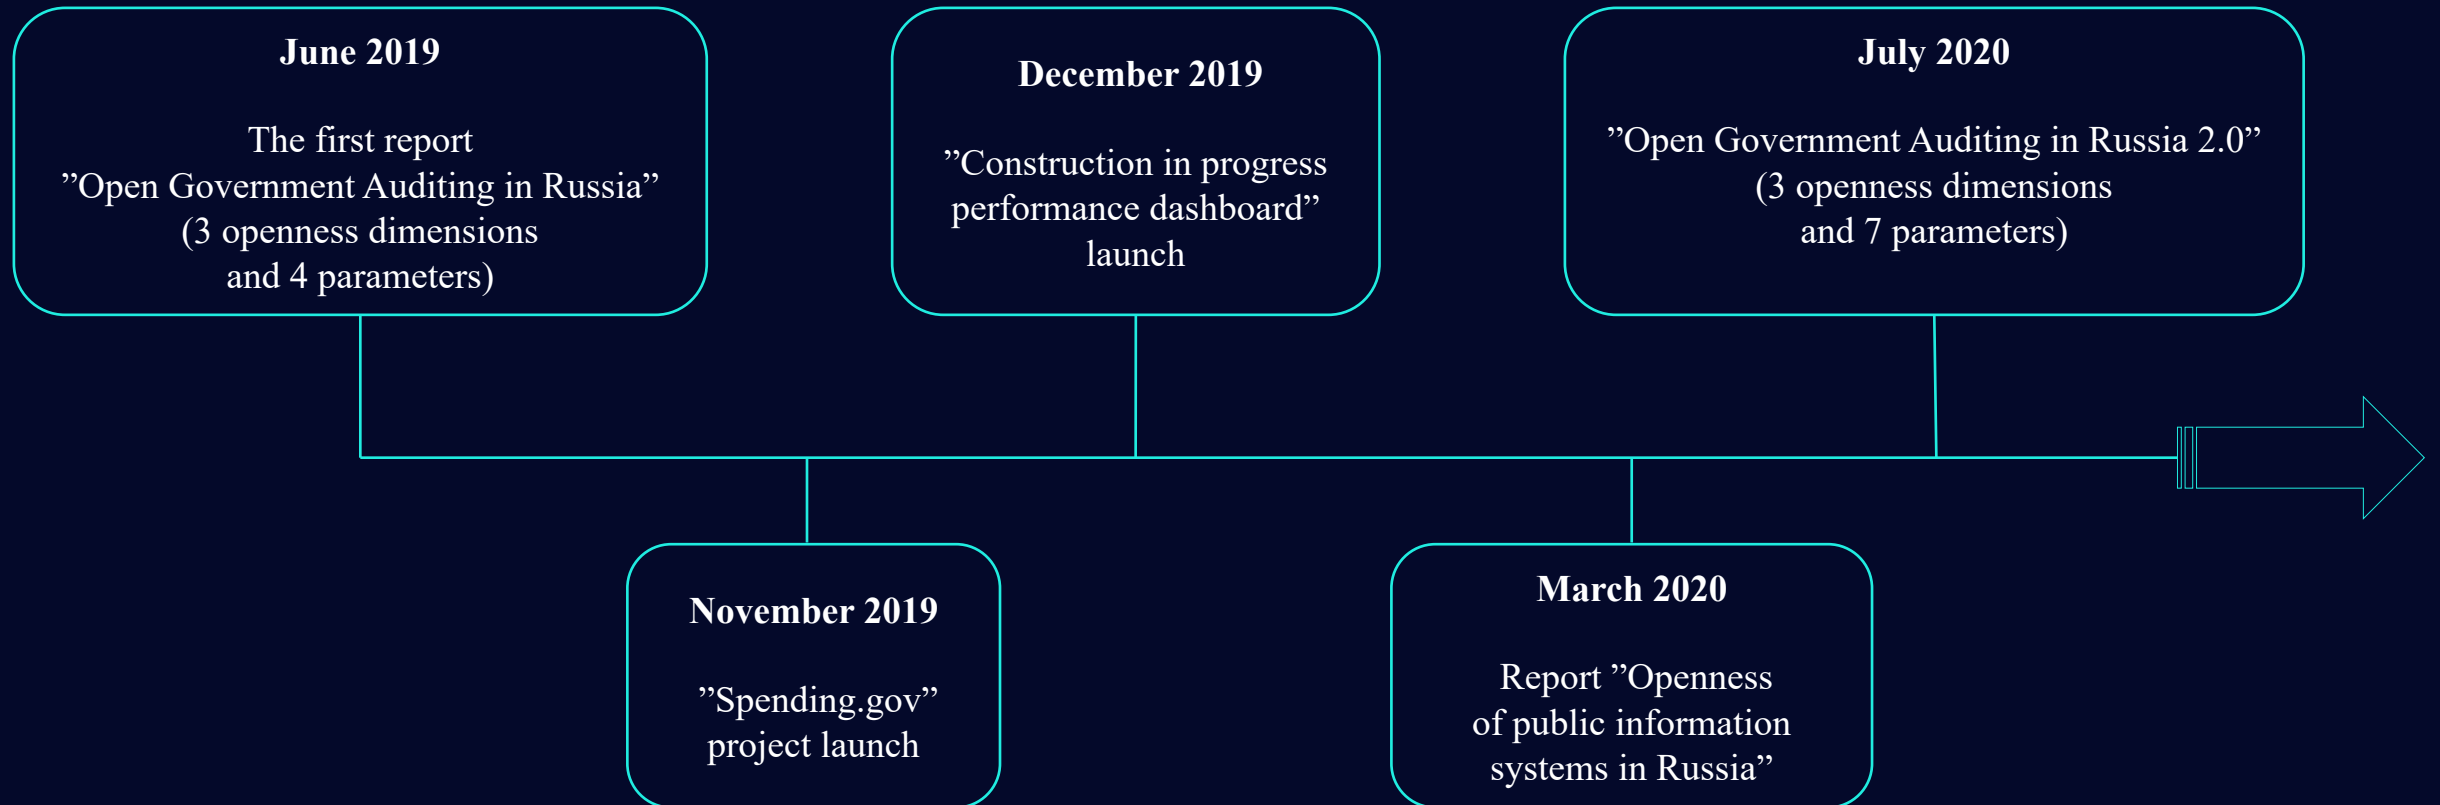 June 2019
The first report
”Open Government Auditing in Russia”
(3 openness dimensions
and 4 parameters)
November 2019
”Spending.gov”
project launch
December 2019
”Construction in progress
performance dashboard”
launch
March 2020
Report ”Openness
of public information
systems in Russia”
July 2020
”Open Government Auditing in Russia 2.0”
(3 openness dimensions
and 7 parameters)